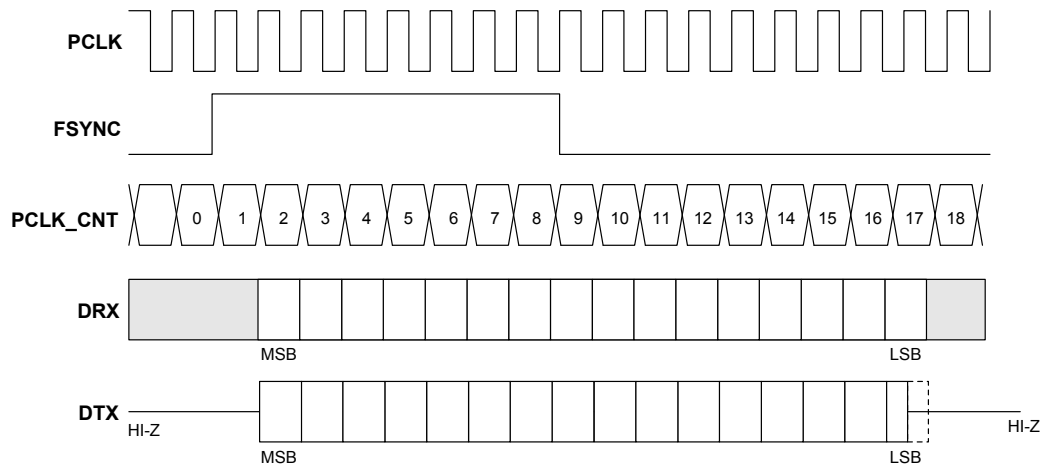 PCLK
FSYNC
PCLK_CNT 0 1 2 3 4 5 6 7 8 9 10 11 12 13 14 15 16 17 18
DRX
MSB LSB
DTX
HI-Z HI-Z
MSB LSB